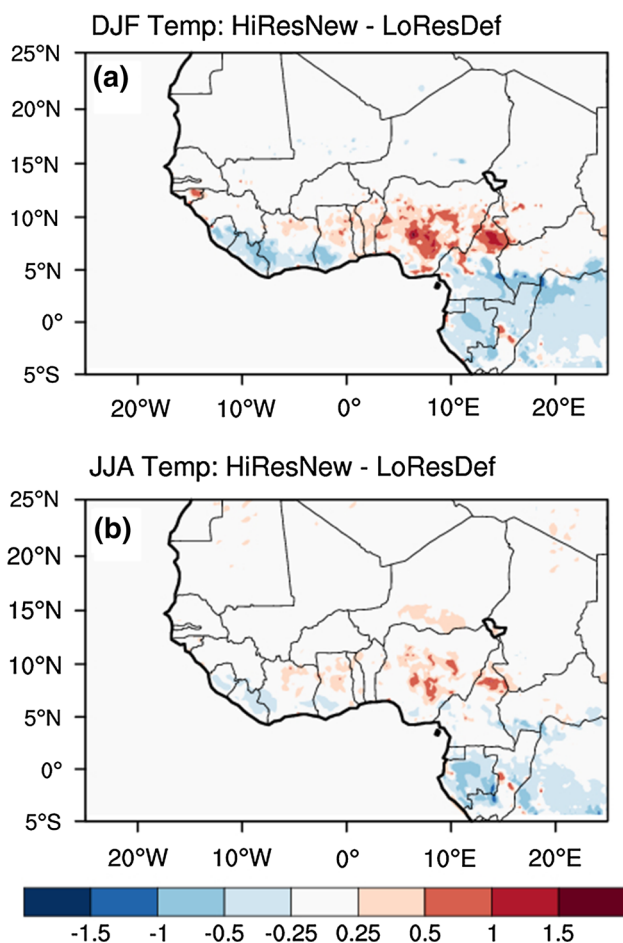 DJF Temp: HiResNew - LoResDef
(a)
25°N
20°N
15°N
10°N
5°N
0°
5°S
20°W 10°W 0° 10°E 20°E
JJA Temp: HiResNew - LoResDef
(b)
25°N
20°N
15°N
10°N
5°N
0°
5°S
20°W 10°W 0° 10°E 20°E
-1.5 -1 -0.5 -0.25 0.25 0.5 1 1.5